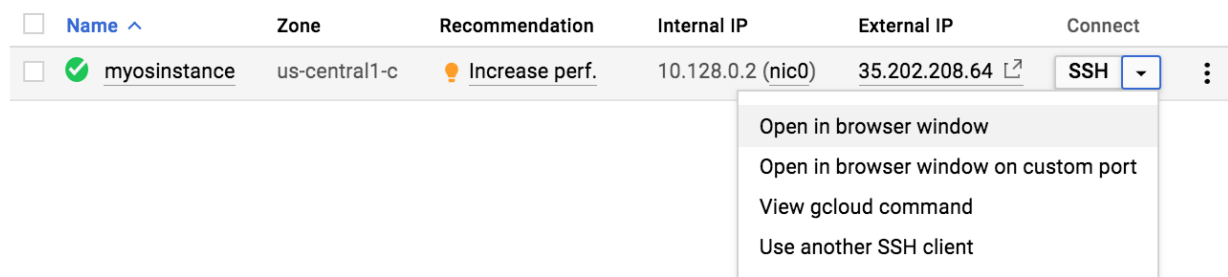 Name Zone Recommendation Internal IP External IP Connect
myosinstance us-central1-c Increase perf. 10.128.0.2 (nic0) 35.202.208.64 SSH
Open in browser window
Open in browser window on custom port
View gcloud command
Use another SSH client